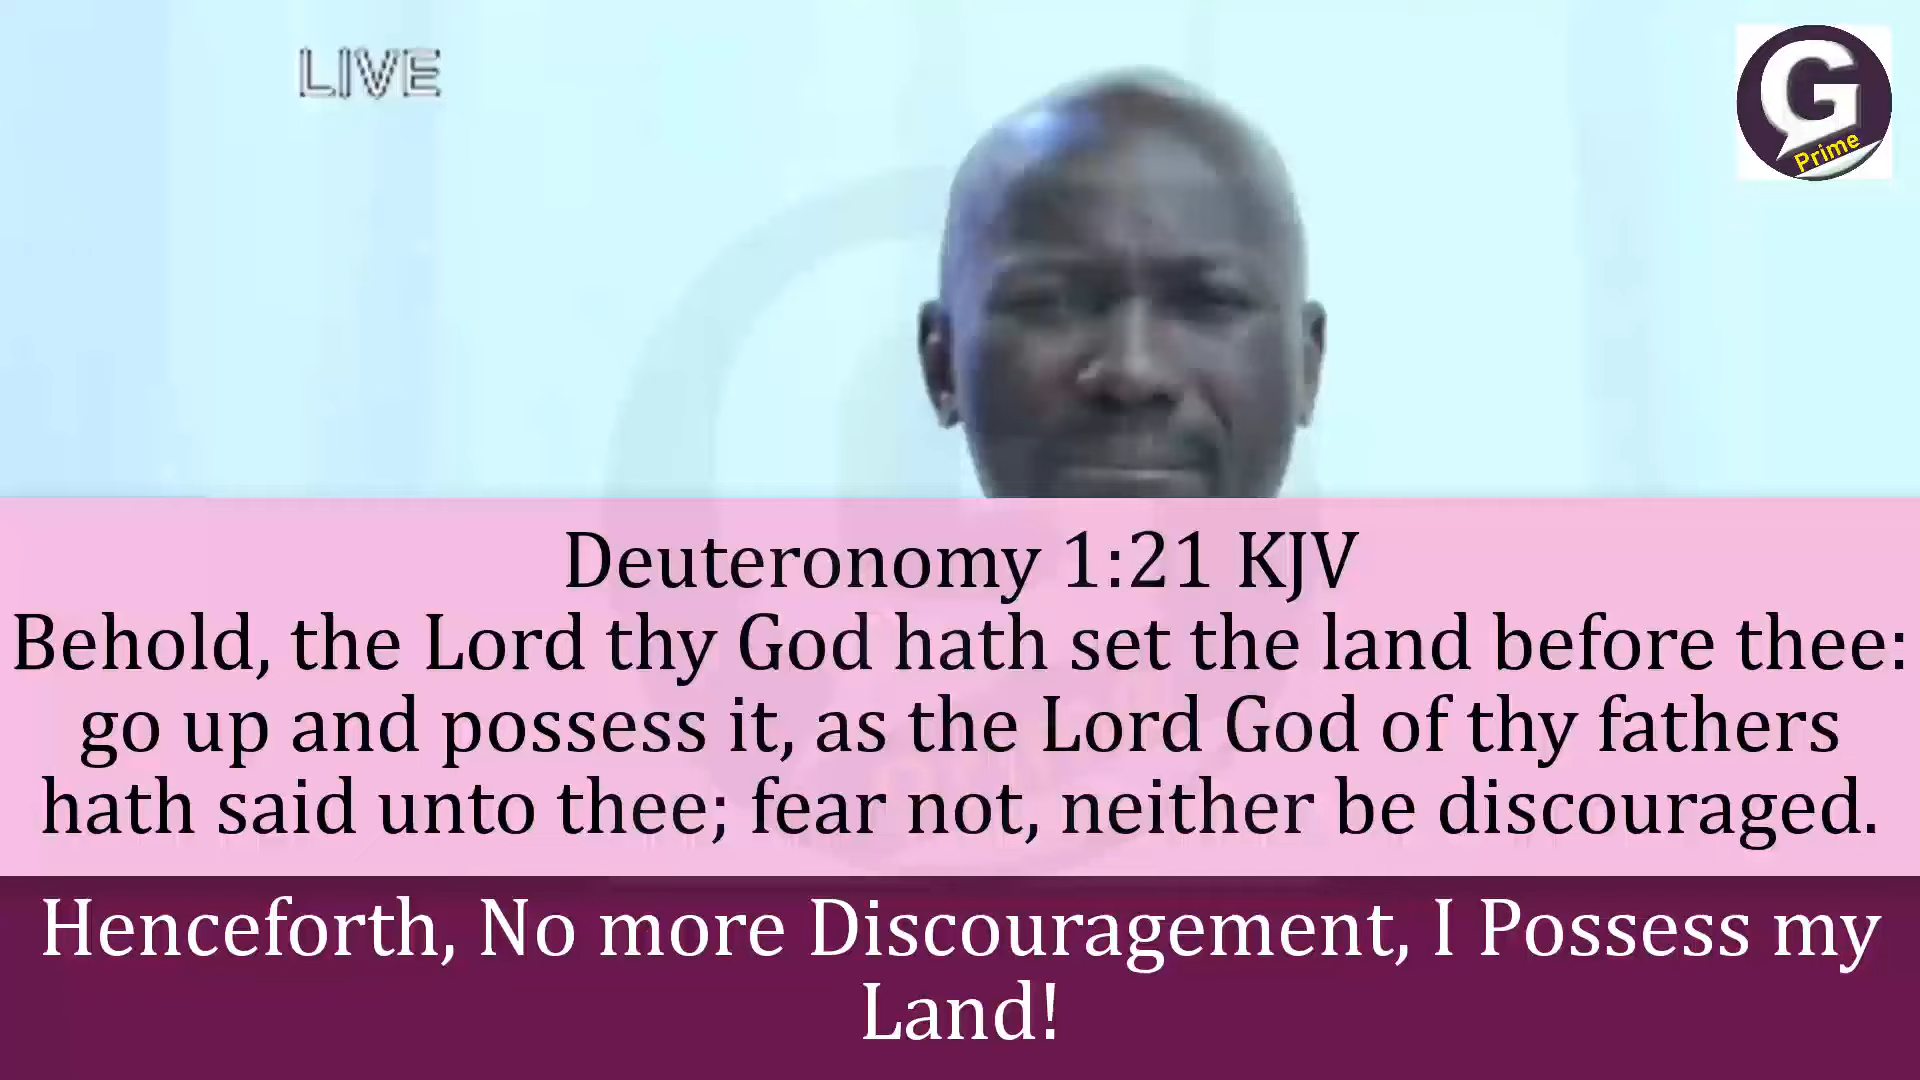 LIVE
G
Prime
Deuteronomy 1:21 KJV
Behold, the Lord thy God hath set the land before thee:
go up and possess it, as the Lord God of thy fathers
hath said unto thee; fear not, neither be discouraged.
Henceforth, No more Discouragement, I Possess my
Land!